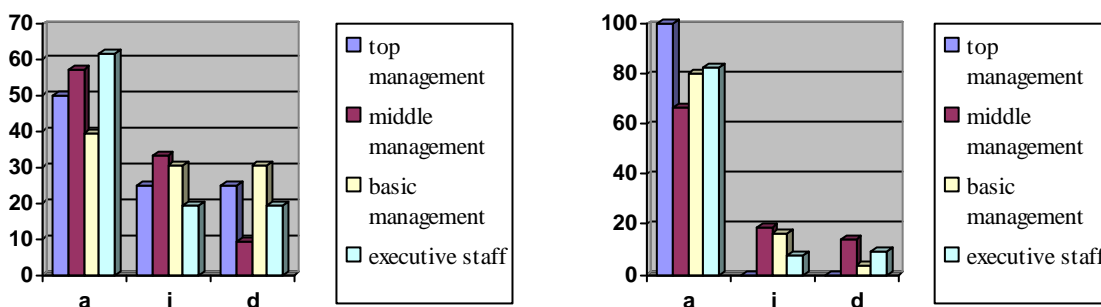 70
60
50
40
30
20
10
0
a i d
top
management
middle
management
basic
management
executive staff
100
80
60
40
20
0
a i d
top
management
middle
management
basic
management
executive staff